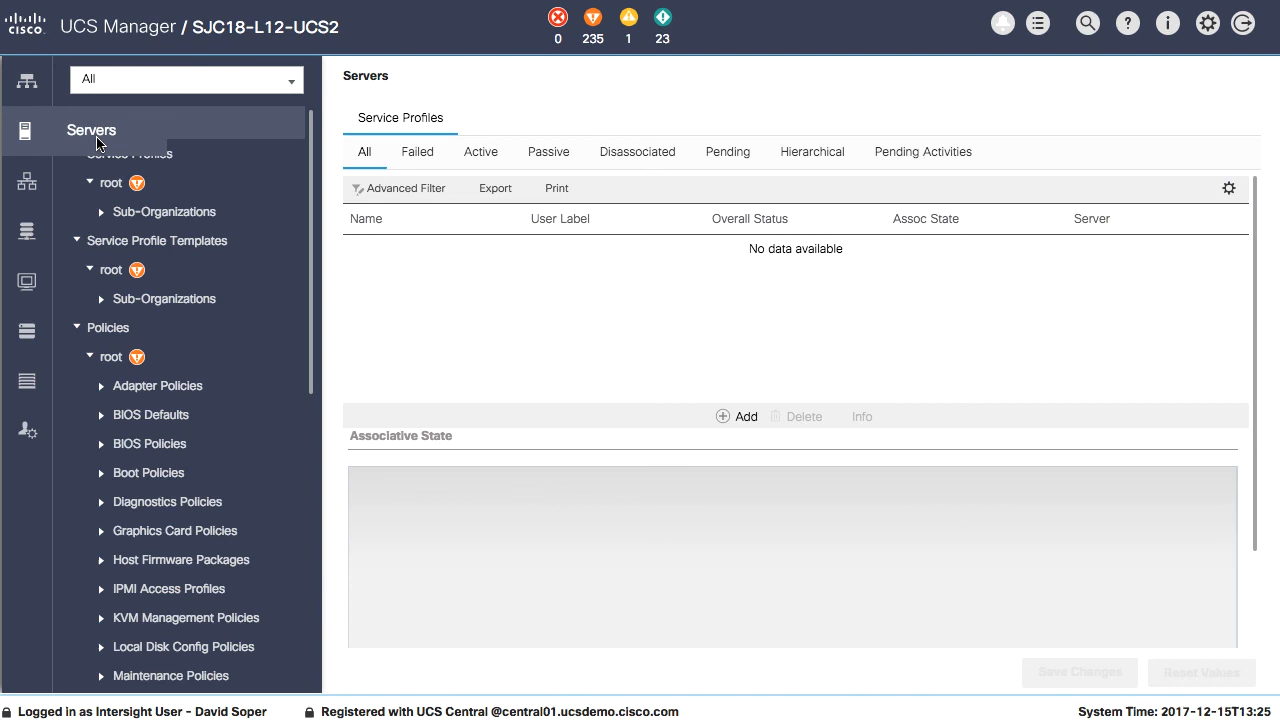 CISCO UCS Manager / SJC18-L12-UCS2
0 235 1 23
All
Servers
Service Profiles
root
Sub-Organizations
Service Profile Templates
root
Sub-Organizations
Policies
root
Adapter Policies
BIOS Defaults
BIOS Policies
Boot Policies
Diagnostics Policies
Graphics Card Policies
Host Firmware Packages
IPMI Access Profiles
KVM Management Policies
Local Disk Config Policies
Maintenance Policies
Servers
Service Profiles
All Failed Active Passive Disassociated Pending Hierarchical Pending Activities
Advanced Filter Export Print
Name User Label Overall Status Assoc State Server
No data available
Add Delete Info
Associative State
Save Changes Reset Values
Logged in as Intersight User - David Soper Registered with UCS Central @central01.ucsdemo.cisco.com System Time: 2017-12-15T13:25